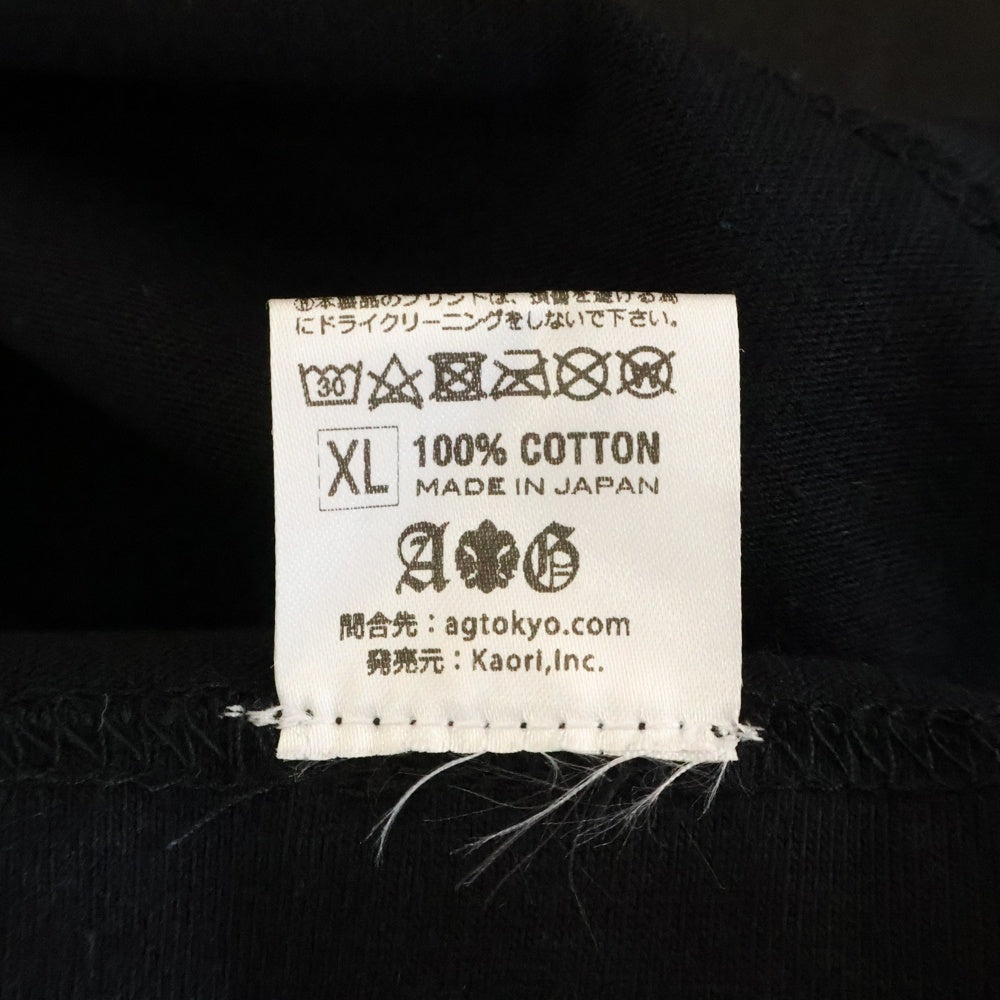 ※本製品のプリントは、損傷を避ける為
にドライクリーニングをしないで下さい。
30
W
XL 100% COTTON
MADE IN JAPAN
A G
問合先：agtokyo.com
発売元：Kaori,Inc.